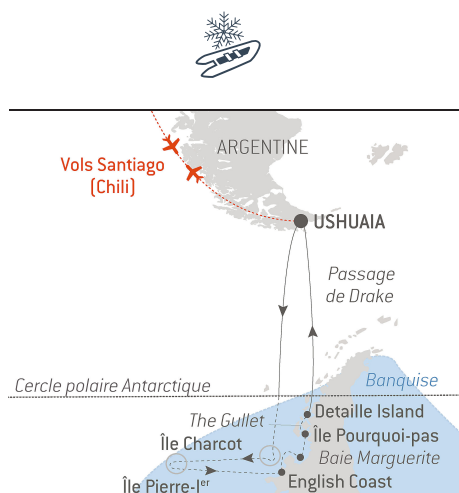 ARGENTINE
Vols Santiago
(Chili)
USHUAIA
Passage
de Drake
Banquise
Cercle polaire Antarctique
Detaille Island
The Gullet
Île Pourquoi-pas
Île Charcot
Baie Marguerite
English Coast
Île Pierre-Ier